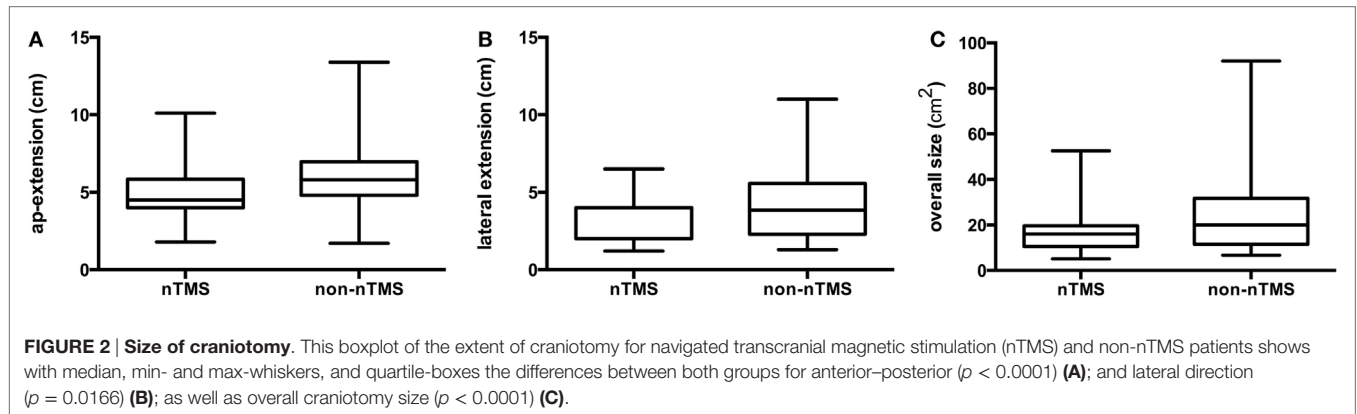 A
15
10
5
0
ap-extension (cm)
nTMS
non-nTMS
B
15
10
5
0
lateral extension (cm)
nTMS
non-nTMS
C
100
80
60
40
20
0
overall size (cm²)
nTMS
non-nTMS
FIGURE 2 | Size of craniotomy. This boxplot of the extent of craniotomy for navigated transcranial magnetic stimulation (nTMS) and non-nTMS patients shows
with median, min- and max-whiskers, and quartile-boxes the differences between both groups for anterior–posterior (p < 0.0001) (A); and lateral direction
(p = 0.0166) (B); as well as overall craniotomy size (p < 0.0001) (C).